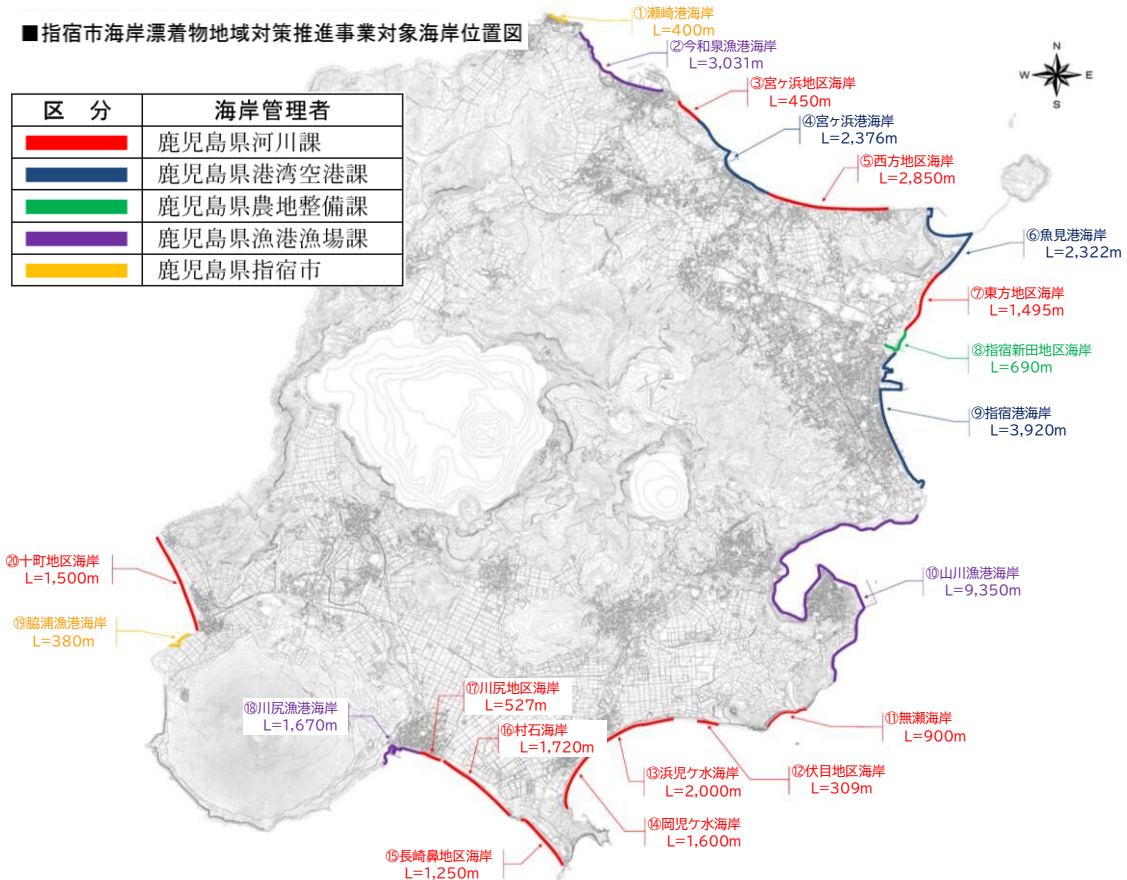 ■指宿市海岸漂着物地域対策推進事業対象海岸位置図
区 分 海岸管理者
鹿児島県河川課
鹿児島県港湾空港課
鹿児島県農地整備課
鹿児島県漁港漁場課
鹿児島県指宿市
N
W E
S
①瀬崎港海岸
L=400m
②今和泉漁港海岸
L=3,031m
③宮ヶ浜地区海岸
L=450m
④宮ヶ浜港海岸
L=2,376m
⑤西方地区海岸
L=2,850m
⑥魚見港海岸
L=2,322m
⑦東方地区海岸
L=1,495m
⑧指宿新田地区海岸
L=690m
⑨指宿港海岸
L=3,920m
⑩山川漁港海岸
L=9,350m
⑪無瀬海岸
L=900m
⑫伏目地区海岸
L=309m
⑬浜児ケ水海岸
L=2,000m
⑭岡児ケ水海岸
L=1,600m
⑮長崎鼻地区海岸
L=1,250m
⑯村石海岸
L=1,720m
⑰川尻地区海岸
L=527m
⑱川尻漁港海岸
L=1,670m
⑲脇浦漁港海岸
L=380m
⑳十町地区海岸
L=1,500m